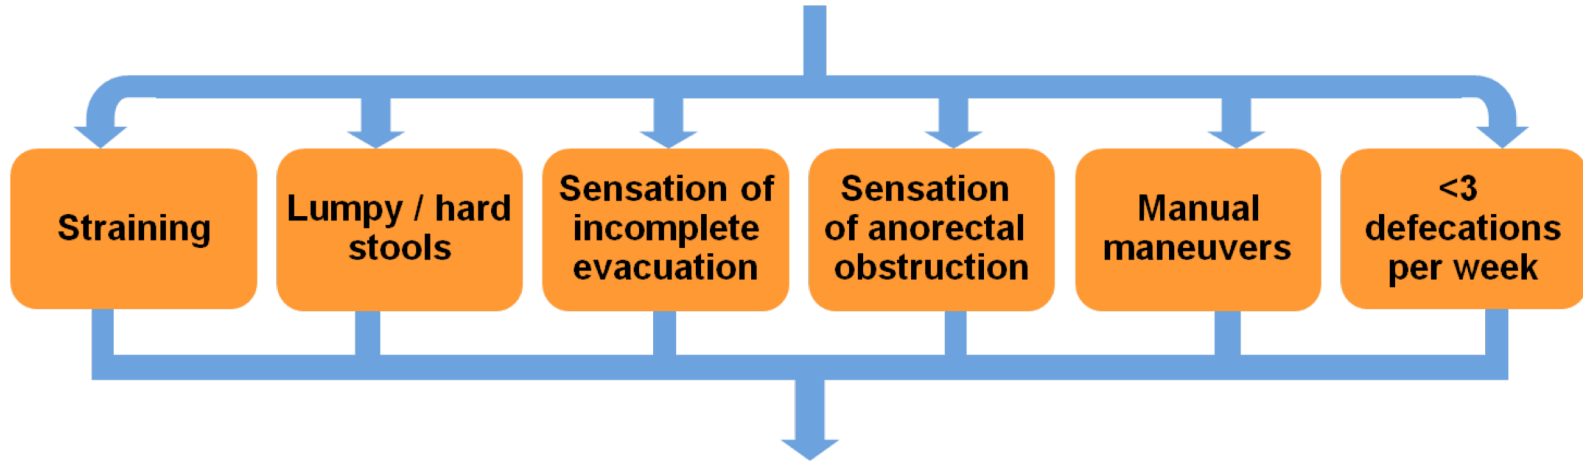 Straining
Lumpy / hard
stools
Sensation of
incomplete
evacuation
Sensation
of anorectal
obstruction
Manual
maneuvers
<3
defecations
per week